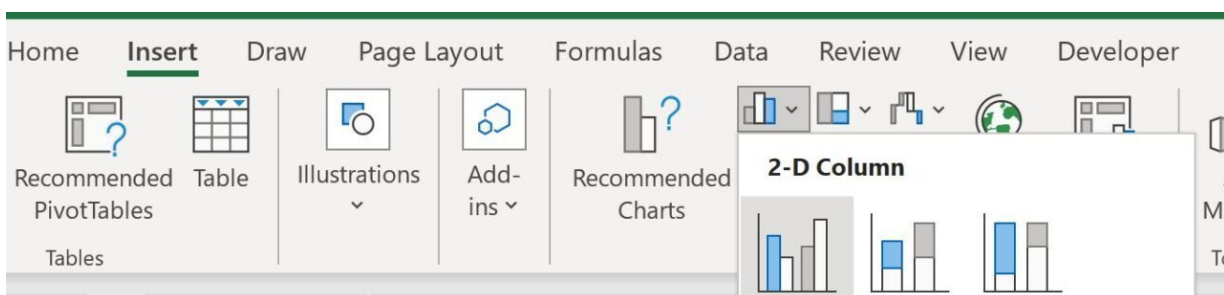 Home Insert Draw Page Layout Formulas Data Review View Developer
Recommended PivotTables
Table
Illustrations
Add-ins
Recommended Charts
2-D Column
Tables